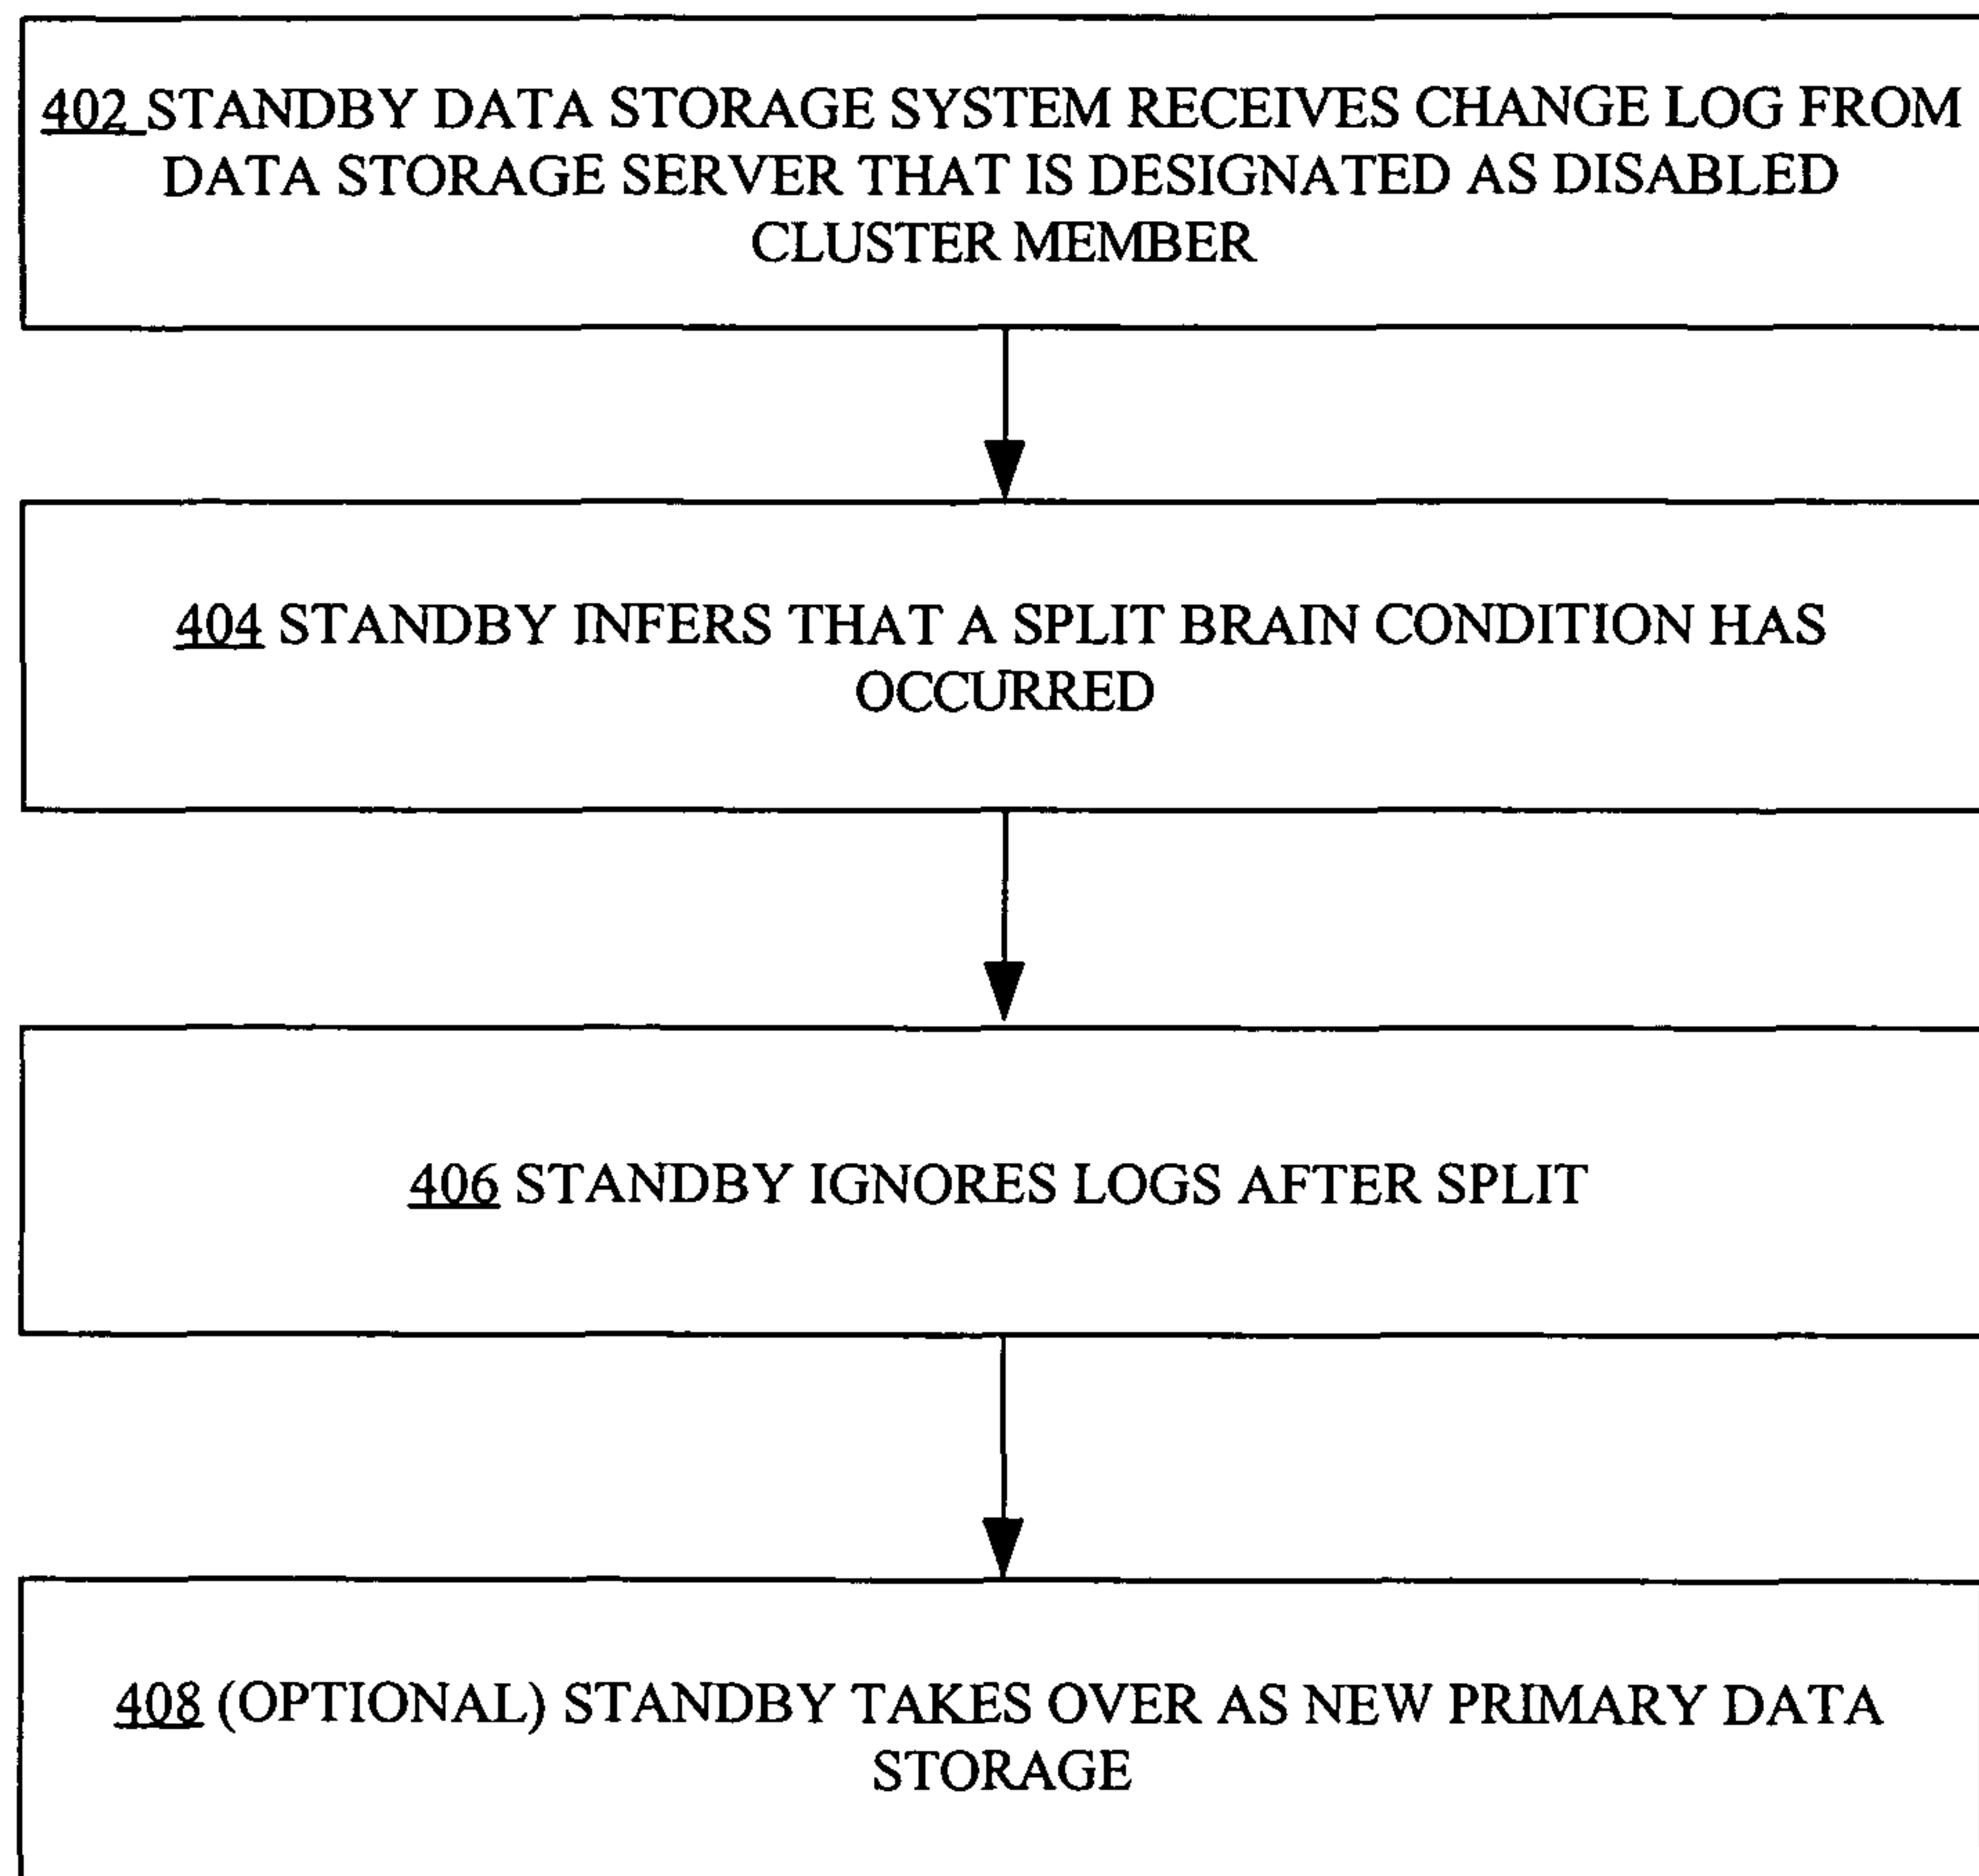 402 STANDBY DATA STORAGE SYSTEM RECEIVES CHANGE LOG FROM
DATA STORAGE SERVER THAT IS DESIGNATED AS DISABLED
CLUSTER MEMBER
404 STANDBY INFERS THAT A SPLIT BRAIN CONDITION HAS
OCCURRED
406 STANDBY IGNORES LOGS AFTER SPLIT
408 (OPTIONAL) STANDBY TAKES OVER AS NEW PRIMARY DATA
STORAGE